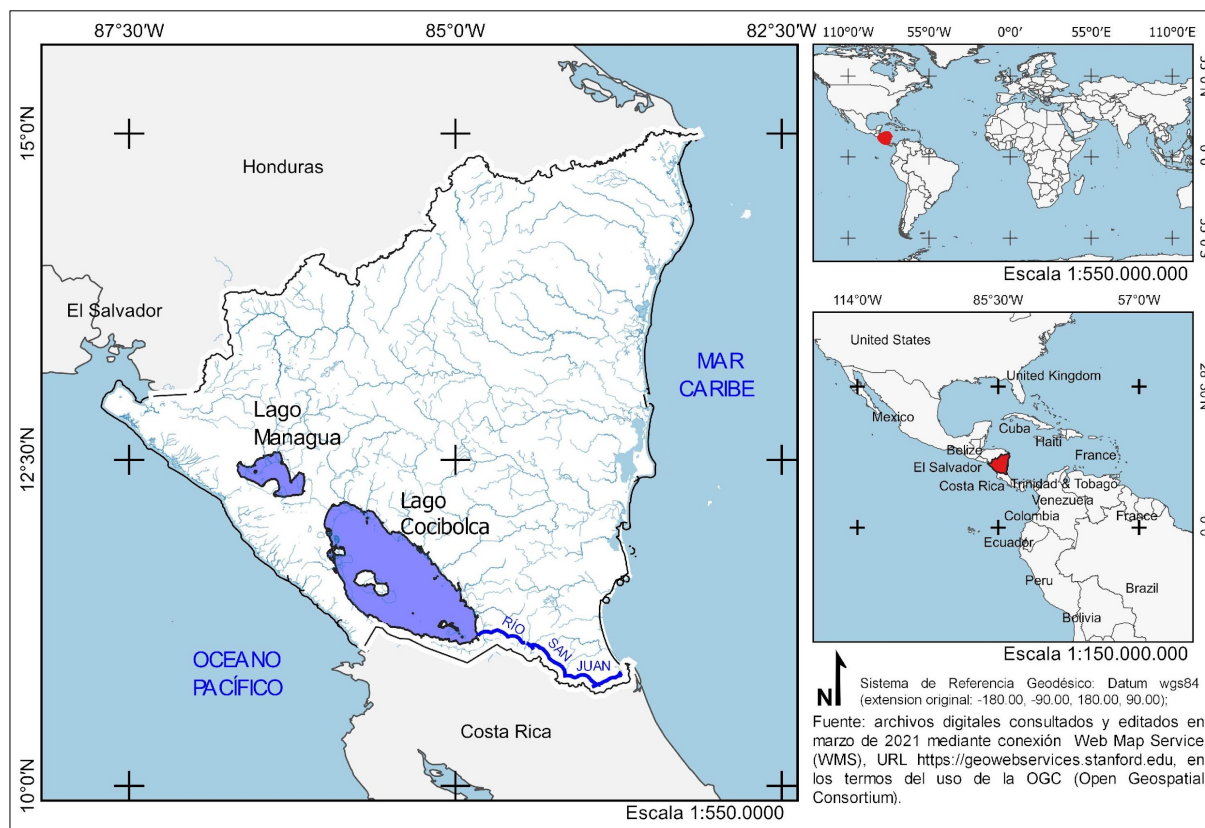 87°30'W
85°0'W
82°30'W
15°0'N
12°30'N
10°0'N
Honduras
El Salvador
Lago
Managua
Lago
Cocibolca
MAR
CARIBE
OCEANO
PACÍFICO
RÍO
SAN
JUAN
Costa Rica
Escala 1:550.0000
110°0'W
55°0'W
0°0'
55°0'E
110°0'E
0°0'
Escala 1:550.000.000
114°0'W
85°30'W
57°0'W
0°0'
United States
United Kingdom
Mexico
Cuba
Haiti
Belize
France
El Salvador
Costa Rica
Trinidad & Tobago
Venezuela
Colombia
France
Ecuador
Peru
Brazil
Bolivia
Escala 1:150.000.000
N
Sistema de Referencia Geodésico: Datum wgs84
(extension original: -180.00, -90.00, 180.00, 90.00);
Fuente: archivos digitales consultados y editados en
marzo de 2021 mediante conexión Web Map Service
(WMS), URL https://geowebservices.stanford.edu, en
los termos del uso de la OGC (Open Geospatial
Consortium).